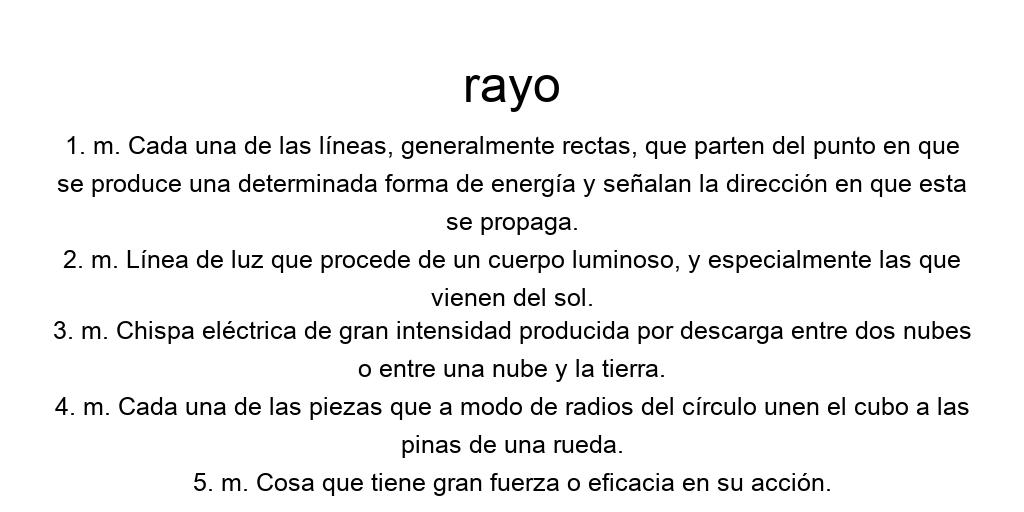 rayo
1. m. Cada una de las líneas, generalmente rectas, que parten del punto en que
se produce una determinada forma de energía y señalan la dirección en que esta
se propaga.
2. m. Línea de luz que procede de un cuerpo luminoso, y especialmente las que
vienen del sol.
3. m. Chispa eléctrica de gran intensidad producida por descarga entre dos nubes
o entre una nube y la tierra.
4. m. Cada una de las piezas que a modo de radios del círculo unen el cubo a las
pinas de una rueda.
5. m. Cosa que tiene gran fuerza o eficacia en su acción.